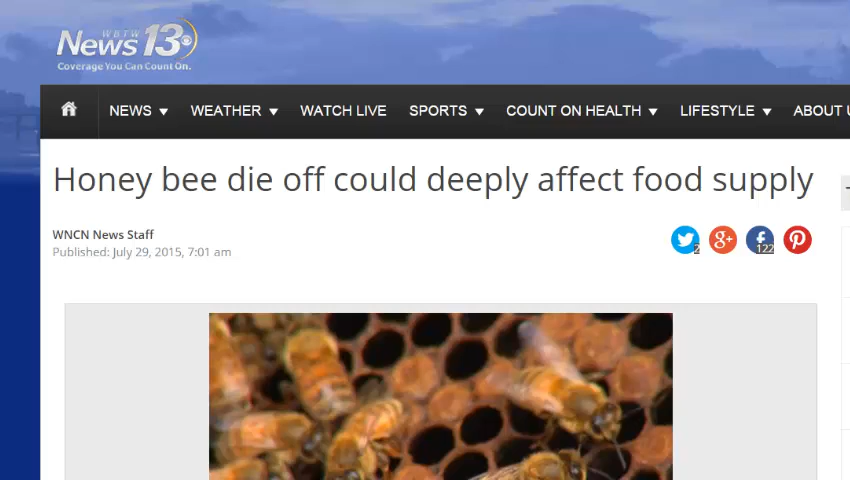 WBTW
News 13
Coverage You Can Count On.
NEWS WEATHER WATCH LIVE SPORTS COUNT ON HEALTH LIFESTYLE ABOUT U
Honey bee die off could deeply affect food supply
WNCN News Staff
Published: July 29, 2015, 7:01 am
2 g+ f 122